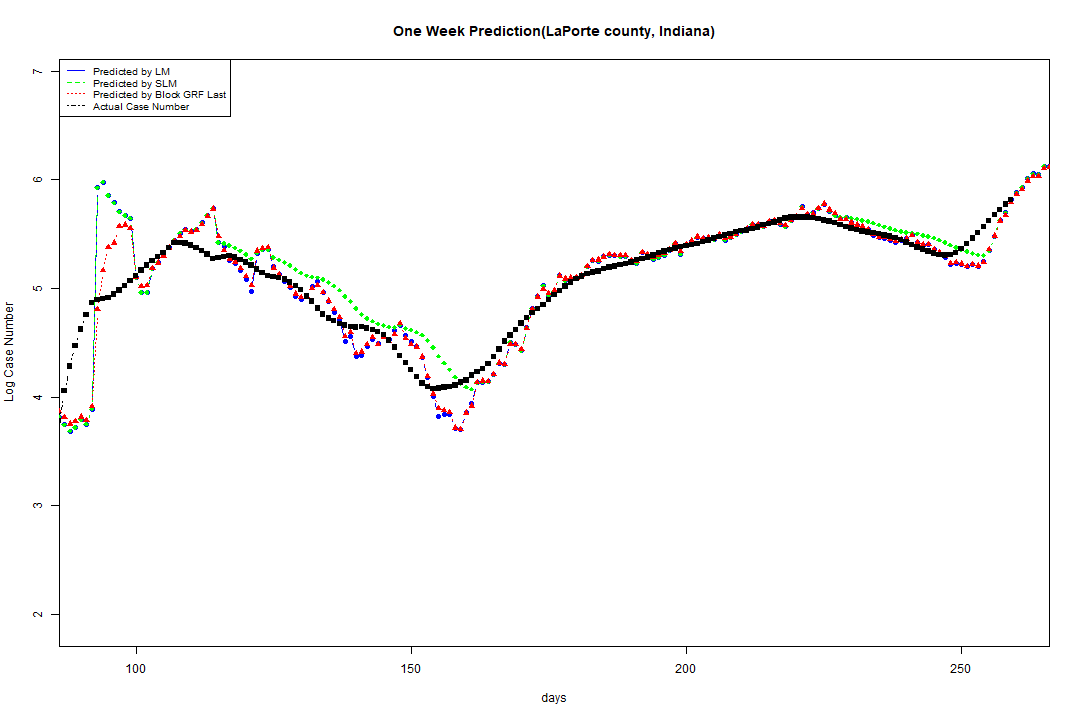 One Week Prediction(LaPorte county, Indiana)
Predicted by LM
Predicted by SLM
Predicted by Block GRF Last
Actual Case Number
7
6
5
4
3
2
Log Case Number
100 150 200 250
days